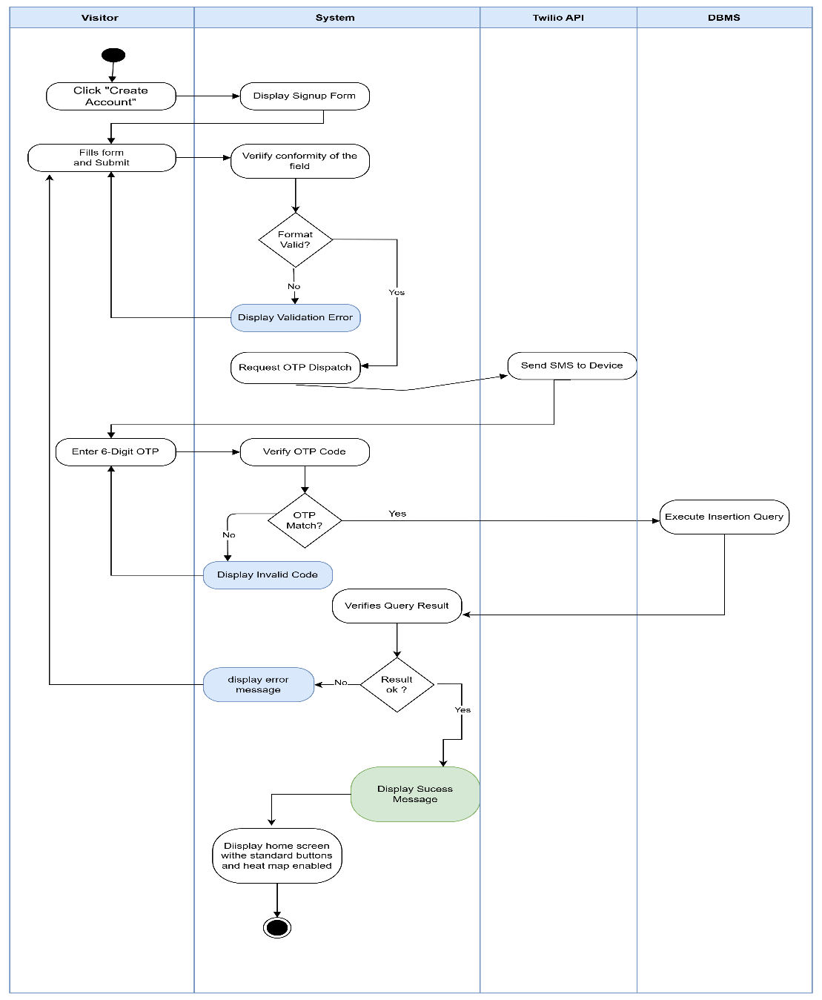 Visitor
System
Twilio API
DBMS
Click "Create
Account"
Display Signup Form
Fills form
and Submit
Veriify conformity of the
field
Format
Valid?
No
Yes
Display Validation Error
Request OTP Dispatch
Send SMS to Device
Enter 6-Digit OTP
Verify OTP Code
OTP
Match?
Yes
No
Execute Insertion Query
Display Invalid Code
Verifies Query Result
Result
ok ?
No
display error
message
Yes
Display Sucess
Message
Diisplay home screen
withe standard buttons
and heat map enabled